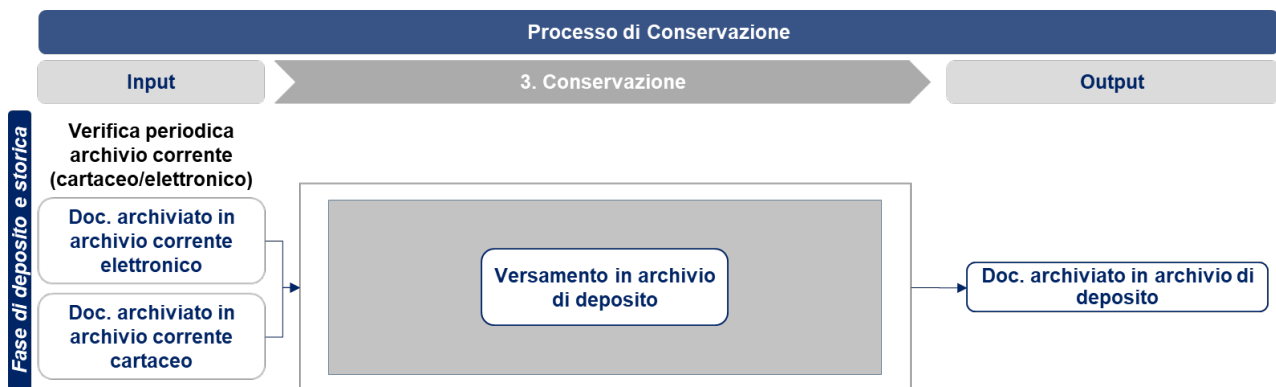 Processo di Conservazione
Input
3. Conservazione
Output
Fase di deposito e storica
Verifica periodica
archivio corrente
(cartaceo/elettronico)
Doc. archiviato in
archivio corrente
elettronico
Doc. archiviato in
archivio corrente
cartaceo
Versamento in archivio
di deposito
Doc. archiviato in archivio di
deposito